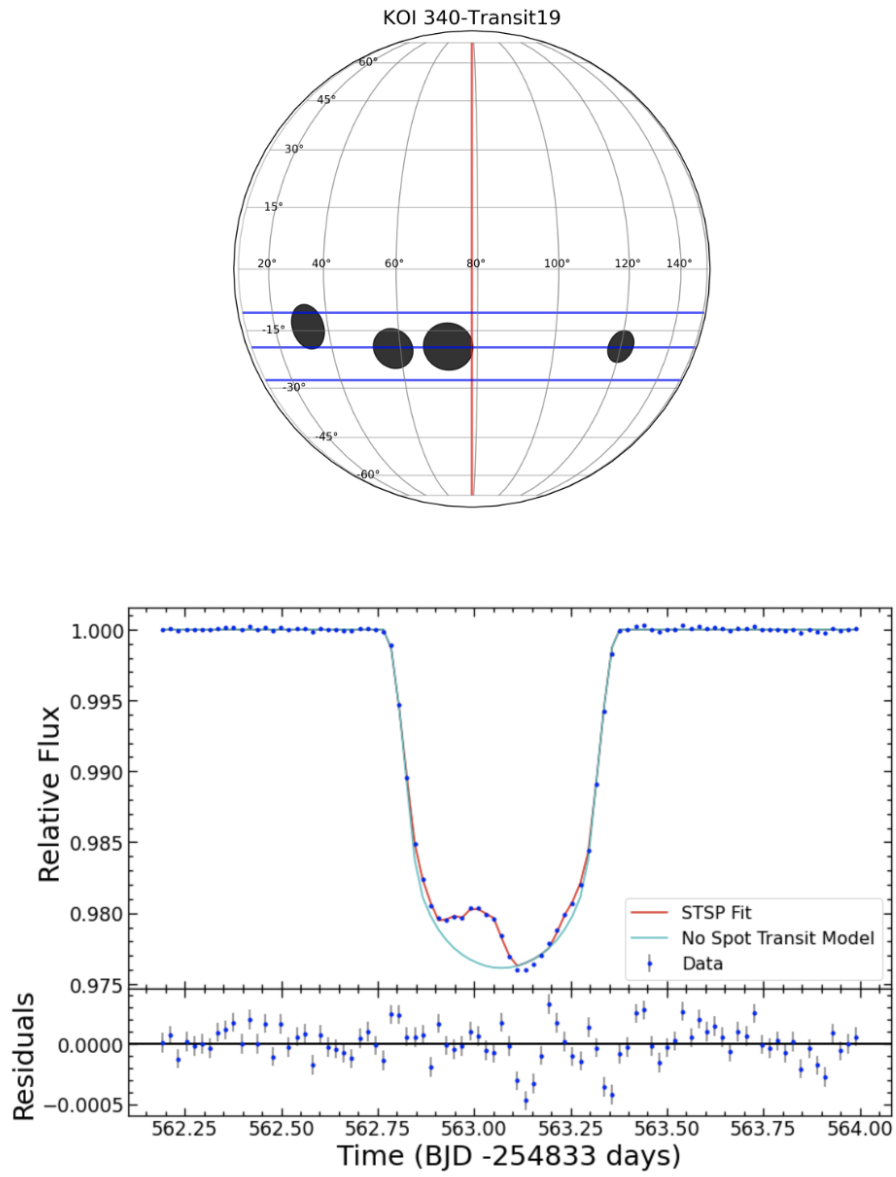 KOI 340-Transit19
60°
45°
30°
15°
20° 40° 60° 80° 100° 120° 140°
-15°
-30°
-45°
-60°
1.000
0.995
0.990
0.985
0.980
0.975
Relative Flux
STSP Fit
No Spot Transit Model
Data
0.0000
−0.0005
Residuals
562.25 562.50 562.75 563.00 563.25 563.50 563.75 564.00
Time (BJD -254833 days)